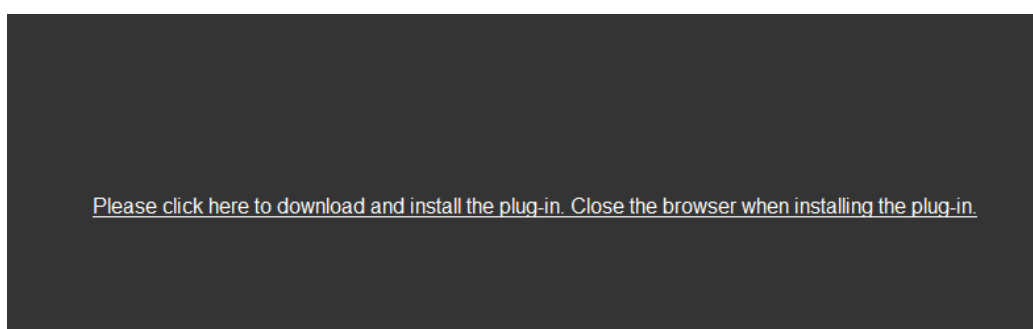 Please click here to download and install the plug-in. Close the browser when installing the plug-in.